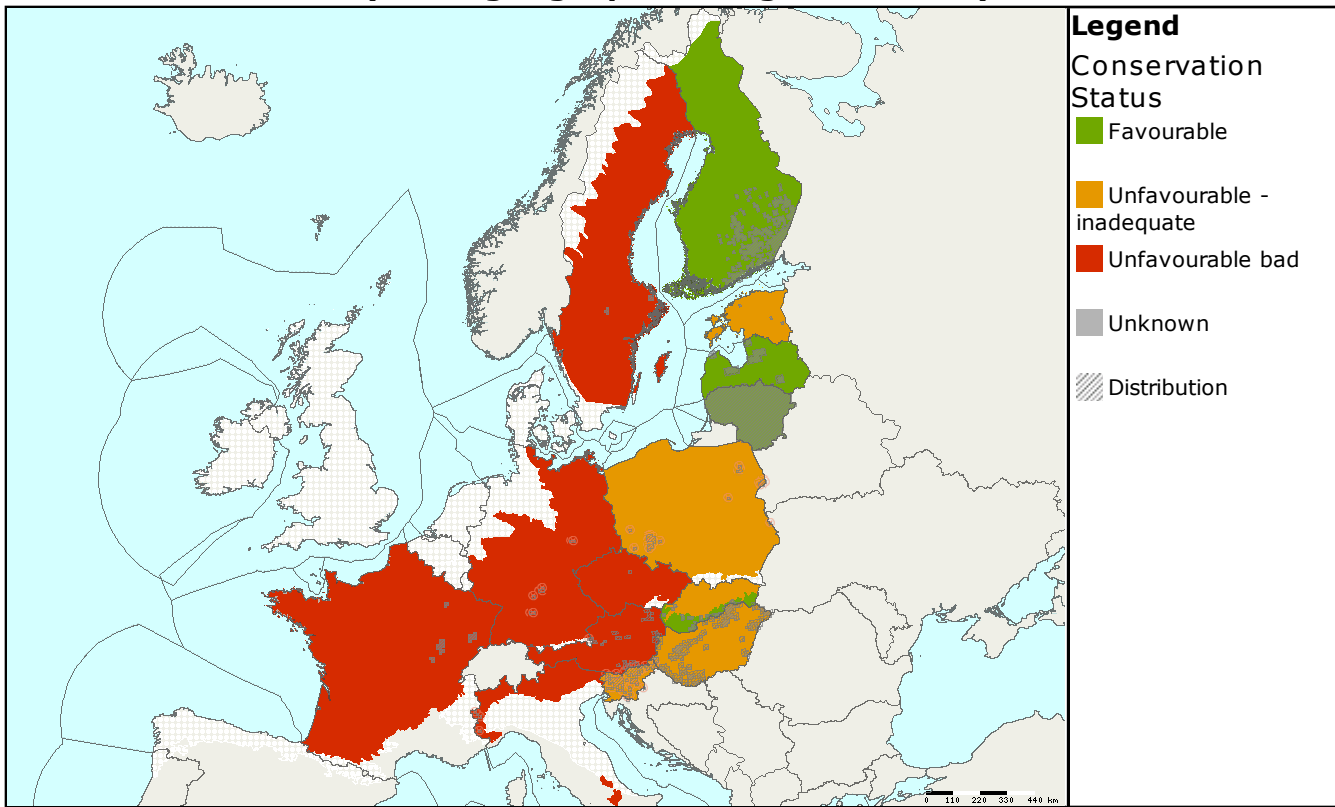 Legend
Conservation
Status
Favourable
Unfavourable -
inadequate
Unfavourable bad
Unknown
Distribution
0 110 220 330 440 km